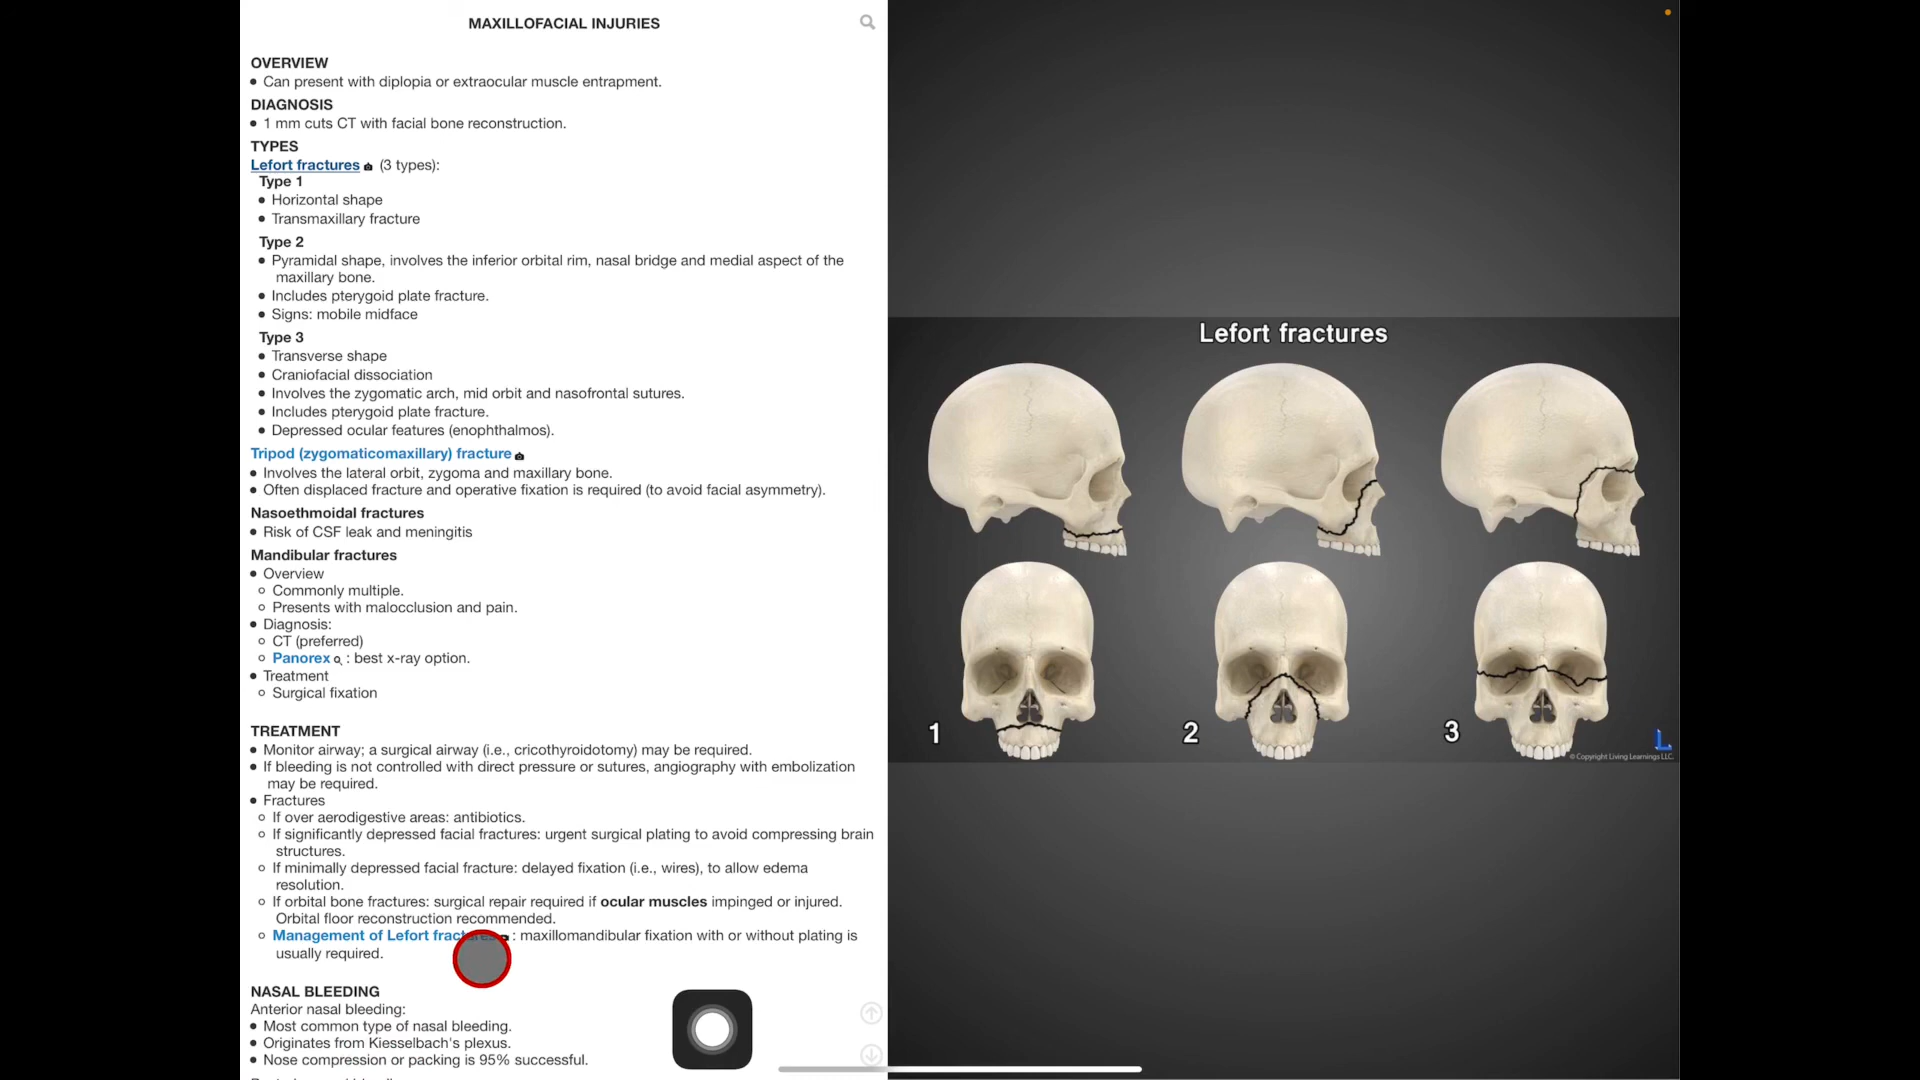 MAXILLOFACIAL INJURIES
OVERVIEW
• Can present with diplopia or extraocular muscle entrapment.
DIAGNOSIS
• 1 mm cuts CT with facial bone reconstruction.
TYPES
Lefort fractures (3 types):
Type 1
• Horizontal shape
• Transmaxillary fracture
Type 2
• Pyramidal shape, involves the inferior orbital rim, nasal bridge and medial aspect of the
maxillary bone.
• Includes pterygoid plate fracture.
• Signs: mobile midface
Type 3
• Transverse shape
• Craniofacial dissociation
• Involves the zygomatic arch, mid orbit and nasofrontal sutures.
• Includes pterygoid plate fracture.
• Depressed ocular features (enophthalmos).
Tripod (zygomaticomaxillary) fracture
• Involves the lateral orbit, zygoma and maxillary bone.
• Often displaced fracture and operative fixation is required (to avoid facial asymmetry).
Nasoethmoidal fractures
• Risk of CSF leak and meningitis
Mandibular fractures
• Overview
◦ Commonly multiple.
◦ Presents with malocclusion and pain.
• Diagnosis:
◦ CT (preferred)
◦ Panorex : best x-ray option.
• Treatment
◦ Surgical fixation
TREATMENT
• Monitor airway; a surgical airway (i.e., cricothyroidotomy) may be required.
• If bleeding is not controlled with direct pressure or sutures, angiography with embolization
may be required.
• Fractures
◦ If over aerodigestive areas: antibiotics.
◦ If significantly depressed facial fractures: urgent surgical plating to avoid compressing brain
structures.
◦ If minimally depressed facial fracture: delayed fixation (i.e., wires), to allow edema
resolution.
◦ If orbital bone fractures: surgical repair required if ocular muscles impinged or injured.
Orbital floor reconstruction recommended.
◦ Management of Lefort fractures : maxillomandibular fixation with or without plating is
usually required.
NASAL BLEEDING
Anterior nasal bleeding:
• Most common type of nasal bleeding.
• Originates from Kiesselbach's plexus.
• Nose compression or packing is 95% successful.
Lefort fractures
1
2
3
L
© Copyright Living Learnings LLC.